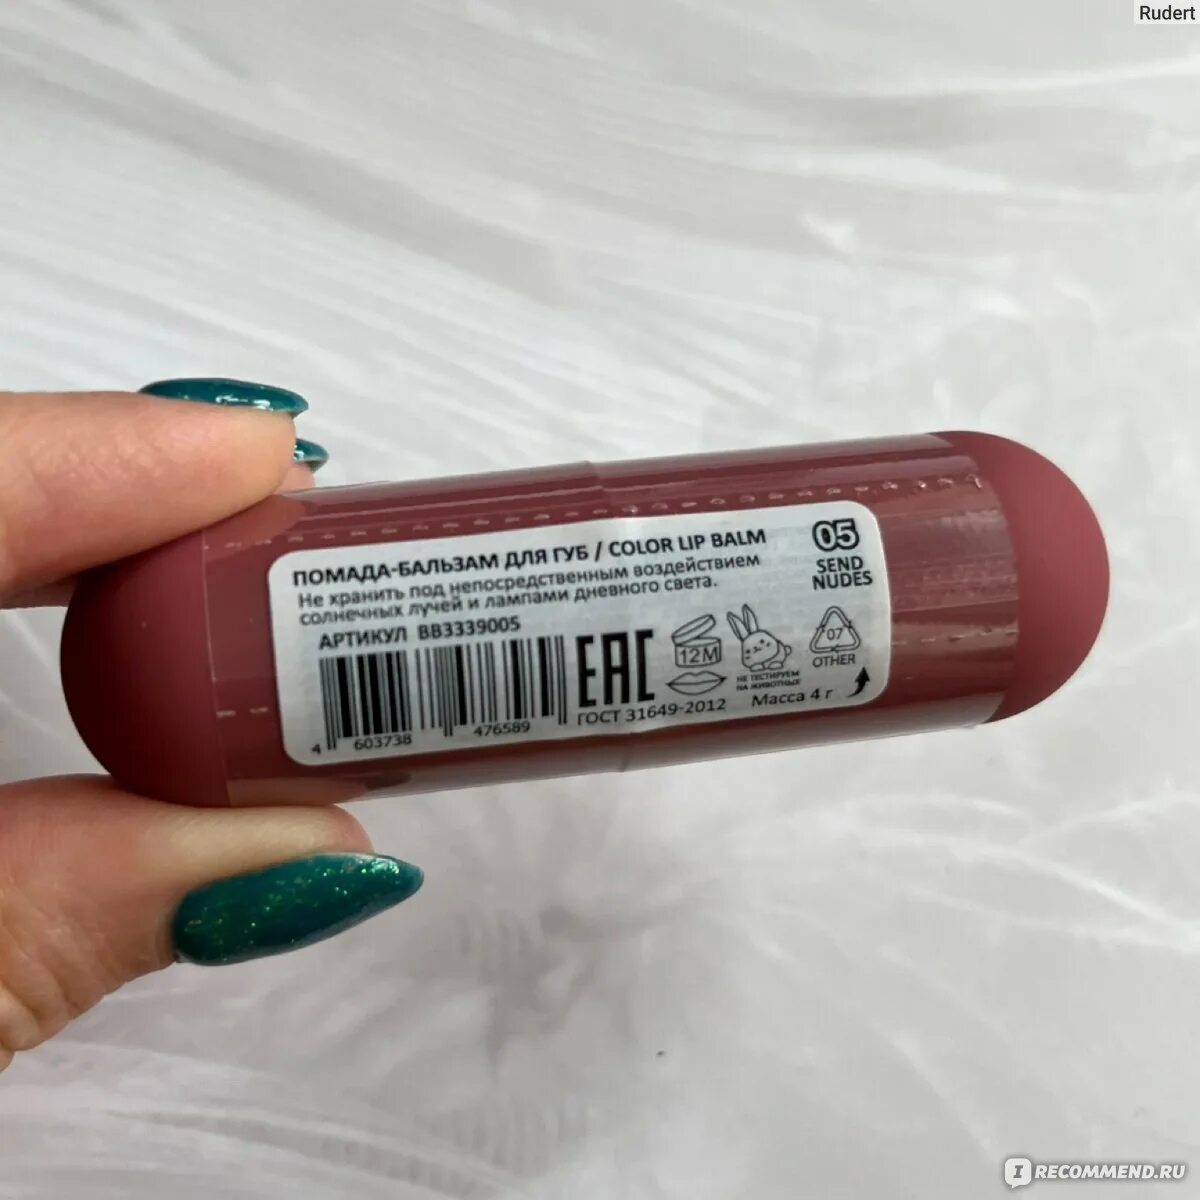 Rudert
ПОМАДА-БАЛЬЗАМ ДЛЯ ГУБ / COLOR LIP BALM
Не хранить под непосредственным воздействием
солнечных лучей и лампами дневного света.
АРТИКУЛ BB3339005
05
SEND
NUDES
4 603738 476589
EAC
ГОСТ 31649-2012
12M
НЕ ТЕСТИРУЕМ
НА ЖИВОТНЫХ
Масса 4 г
07
OTHER
IRECOMMEND.RU